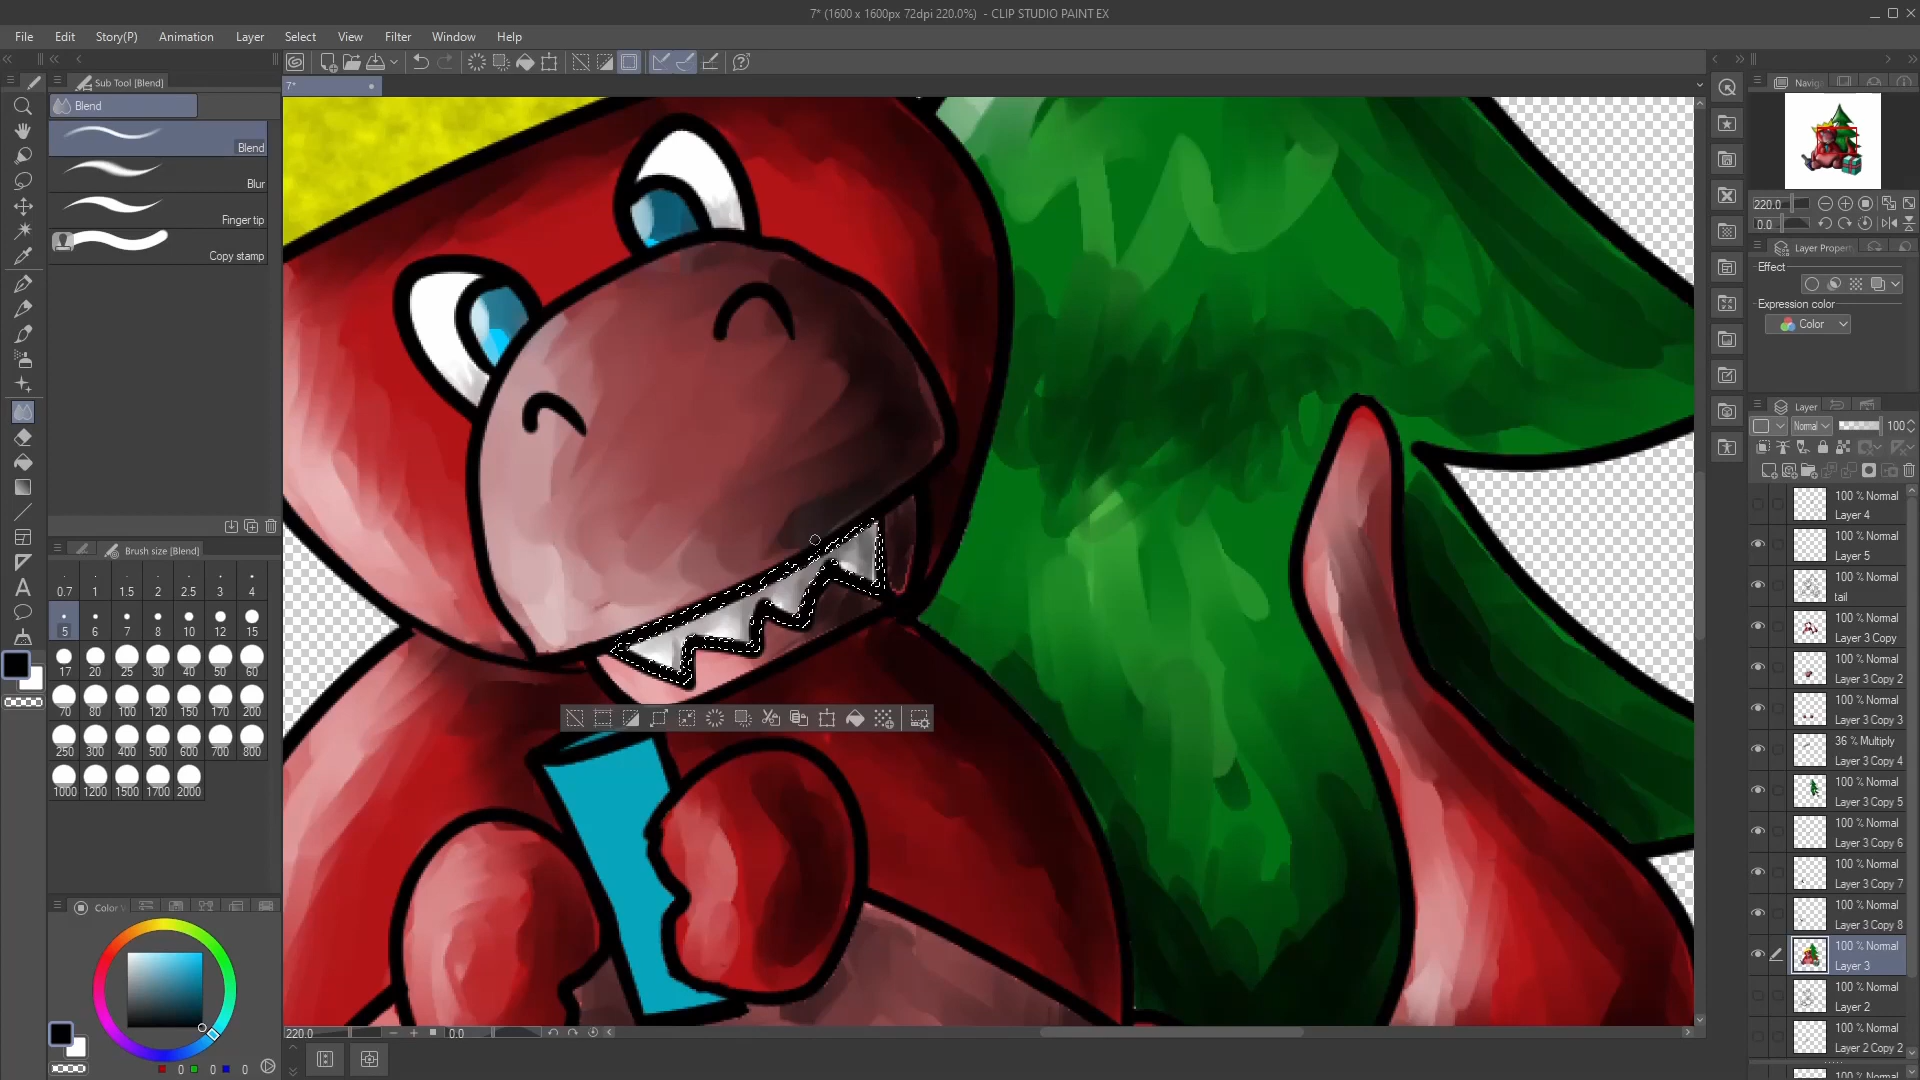 7* (1600 x 1600px 72dpi 220.0%) - CLIP STUDIO PAINT EX
File Edit Story(P) Animation Layer Select View Filter Window Help
Sub Tool [Blend]
7*
Blend
Blend
Blur
Finger tip
Copy stamp
Brush size [Blend]
0.7 1 1.5 2 2.5 3 4
5 6 7 8 10 12 15
17 20 25 30 40 50 60
70 80 100 120 150 170 200
250 300 400 500 600 700 800
1000 1200 1500 1700 2000
Color
0 0 0
220.0 0.0
Navig
220.0
0.0
Layer Proper
Effect
Expression color
Color
Layer
Normal 100
100 % Normal
Layer 4
100 % Normal
Layer 5
100 % Normal
tail
100 % Normal
Layer 3 Copy
100 % Normal
Layer 3 Copy 2
100 % Normal
Layer 3 Copy 3
36 % Multiply
Layer 3 Copy 4
100 % Normal
Layer 3 Copy 5
100 % Normal
Layer 3 Copy 6
100 % Normal
Layer 3 Copy 7
100 % Normal
Layer 3 Copy 8
100 % Normal
Layer 3
100 % Normal
Layer 2
100 % Normal
Layer 2 Copy 2
100 % Normal